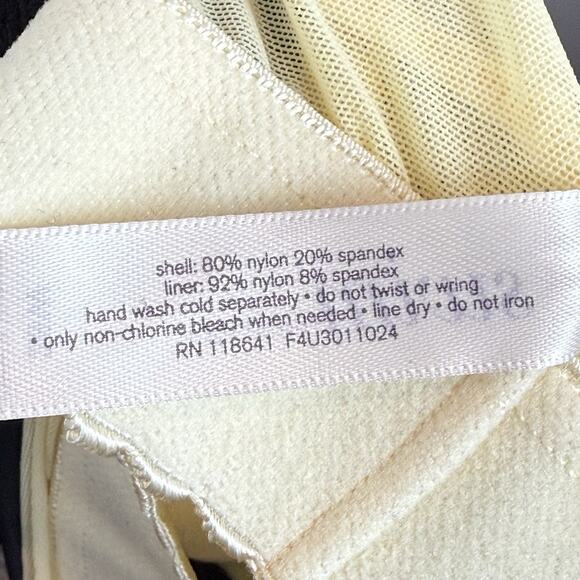 shell: 80% nylon 20% spandex
liner: 92% nylon 8% spandex
hand wash cold separately • do not twist or wring
• only non-chlorine bleach when needed • line dry • do not iron
RN 118641 F4U3011024